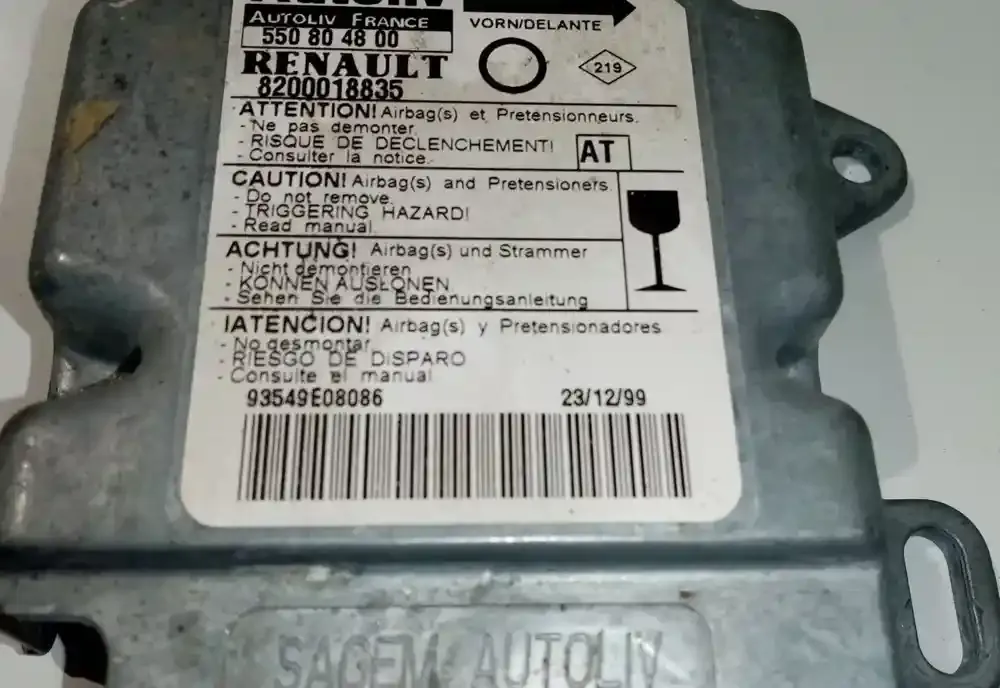 Autoliv
AUTOLIV FRANCE
VORN/DELANTE
550 80 48 00
RENAULT
219
8200018835
ATTENTION! Airbag(s) et Pretensionneurs.
- Ne pas demonter.
- RISQUE DE DECLENCHEMENT!
- Consulter la notice.
AT
CAUTION! Airbag(s) and Pretensioners.
- Do not remove.
- TRIGGERING HAZARD!
- Read manual.
ACHTUNG! Airbag(s) und Strammer
- Nicht demontieren
- KONNEN AUSLONEN
- Sehen Sie die Bedienungsanleitung
!ATENCION! Airbag(s) y Pretensionadores
- No desmontar
- RIESGO DE DISPARO
- Consulte el manual
93549E08086
23/12/99
SAGEM AUTOLIV